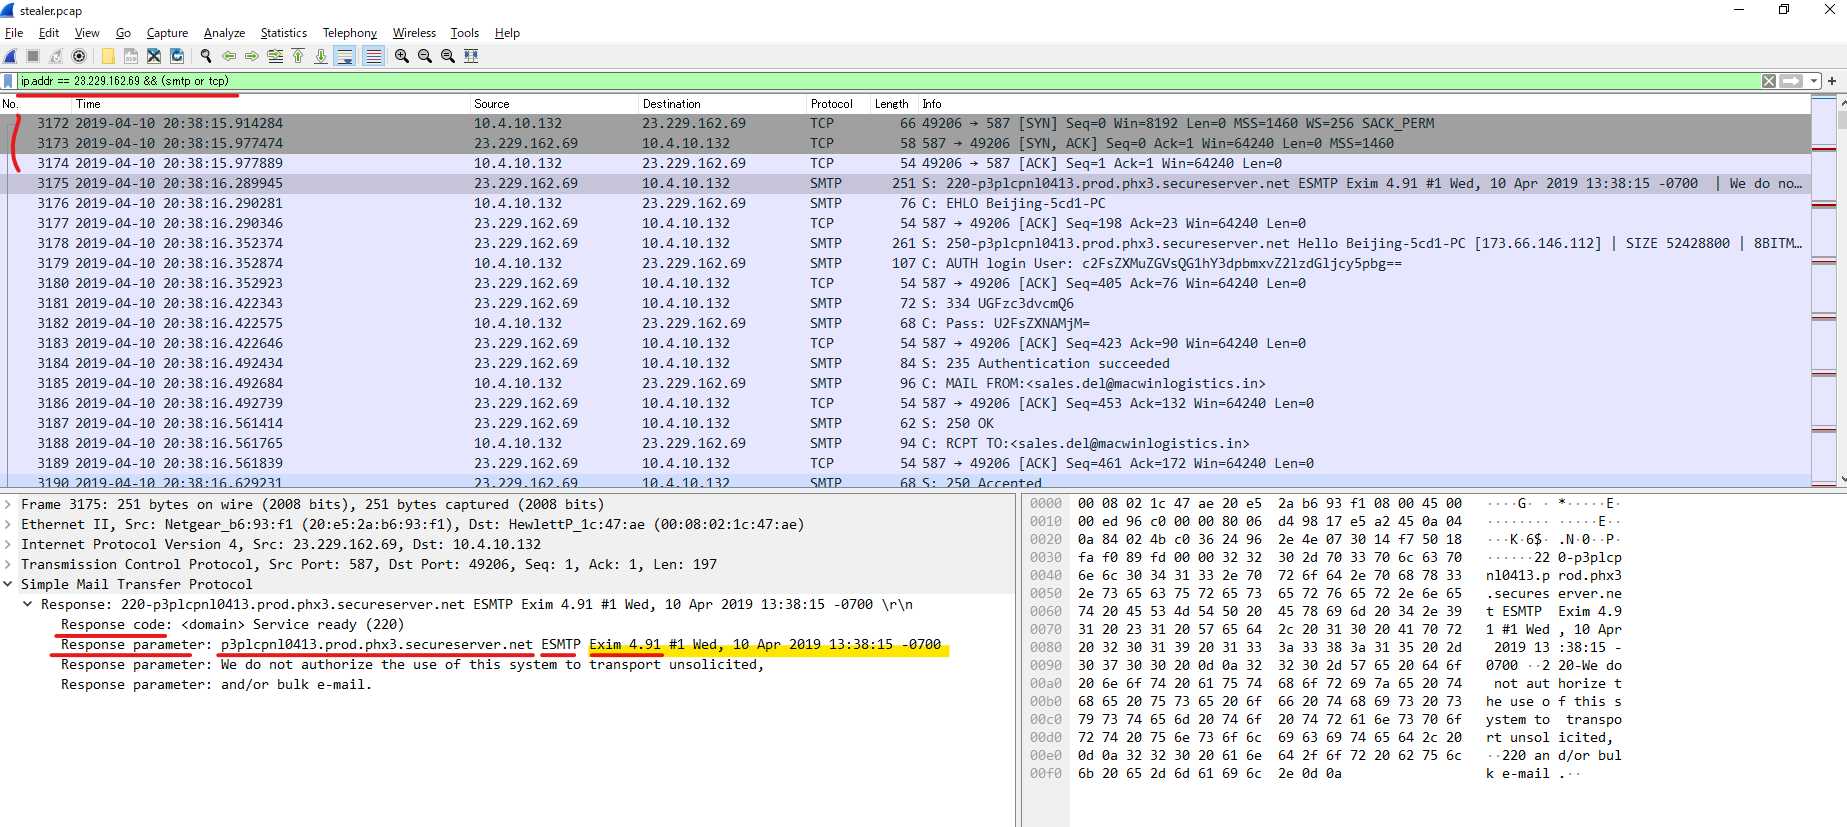 stealer.pcap
File Edit View Go Capture Analyze Statistics Telephony Wireless Tools Help
ip.addr == 23.229.162.69 && (smtp or tcp)
No. Time Source Destination Protocol Length Info
3172 2019-04-10 20:38:15.914284 10.4.10.132 23.229.162.69 TCP 66 49206 → 587 [SYN] Seq=0 Win=8192 Len=0 MSS=1460 WS=256 SACK_PERM
3173 2019-04-10 20:38:15.977474 23.229.162.69 10.4.10.132 TCP 58 587 → 49206 [SYN, ACK] Seq=0 Ack=1 Win=64240 Len=0 MSS=1460
3174 2019-04-10 20:38:15.977889 10.4.10.132 23.229.162.69 TCP 54 49206 → 587 [ACK] Seq=1 Ack=1 Win=64240 Len=0
3175 2019-04-10 20:38:16.289945 23.229.162.69 10.4.10.132 SMTP 251 S: 220-p3plcpnl0413.prod.phx3.secureserver.net ESMTP Exim 4.91 #1 Wed, 10 Apr 2019 13:38:15 -0700 | We do no…
3176 2019-04-10 20:38:16.290281 10.4.10.132 23.229.162.69 SMTP 76 C: EHLO Beijing-5cd1-PC
3177 2019-04-10 20:38:16.290346 23.229.162.69 10.4.10.132 TCP 54 587 → 49206 [ACK] Seq=198 Ack=23 Win=64240 Len=0
3178 2019-04-10 20:38:16.352374 23.229.162.69 10.4.10.132 SMTP 261 S: 250-p3plcpnl0413.prod.phx3.secureserver.net Hello Beijing-5cd1-PC [173.66.146.112] | SIZE 52428800 | 8BITM…
3179 2019-04-10 20:38:16.352874 10.4.10.132 23.229.162.69 SMTP 107 C: AUTH login User: c2FsZXMuZGVsQG1hY3dpbmxvZ2lzdGljcy5pbg==
3180 2019-04-10 20:38:16.352923 23.229.162.69 10.4.10.132 TCP 54 587 → 49206 [ACK] Seq=405 Ack=76 Win=64240 Len=0
3181 2019-04-10 20:38:16.422343 23.229.162.69 10.4.10.132 SMTP 72 S: 334 UGFzc3dvcmQ6
3182 2019-04-10 20:38:16.422575 10.4.10.132 23.229.162.69 SMTP 68 C: Pass: U2FsZXNAMjM=
3183 2019-04-10 20:38:16.422646 23.229.162.69 10.4.10.132 TCP 54 587 → 49206 [ACK] Seq=423 Ack=90 Win=64240 Len=0
3184 2019-04-10 20:38:16.492434 23.229.162.69 10.4.10.132 SMTP 84 S: 235 Authentication succeeded
3185 2019-04-10 20:38:16.492684 10.4.10.132 23.229.162.69 SMTP 96 C: MAIL FROM:<sales.del@macwinlogistics.in>
3186 2019-04-10 20:38:16.492739 23.229.162.69 10.4.10.132 TCP 54 587 → 49206 [ACK] Seq=453 Ack=132 Win=64240 Len=0
3187 2019-04-10 20:38:16.561414 23.229.162.69 10.4.10.132 SMTP 62 S: 250 OK
3188 2019-04-10 20:38:16.561765 10.4.10.132 23.229.162.69 SMTP 94 C: RCPT TO:<sales.del@macwinlogistics.in>
3189 2019-04-10 20:38:16.561839 23.229.162.69 10.4.10.132 TCP 54 587 → 49206 [ACK] Seq=461 Ack=172 Win=64240 Len=0
3190 2019-04-10 20:38:16.629231 23.229.162.69 10.4.10.132 SMTP 68 S: 250 Accepted
Frame 3175: 251 bytes on wire (2008 bits), 251 bytes captured (2008 bits)
Ethernet II, Src: Netgear_b6:93:f1 (20:e5:2a:b6:93:f1), Dst: HewlettP_1c:47:ae (00:08:02:1c:47:ae)
Internet Protocol Version 4, Src: 23.229.162.69, Dst: 10.4.10.132
Transmission Control Protocol, Src Port: 587, Dst Port: 49206, Seq: 1, Ack: 1, Len: 197
Simple Mail Transfer Protocol
Response: 220-p3plcpnl0413.prod.phx3.secureserver.net ESMTP Exim 4.91 #1 Wed, 10 Apr 2019 13:38:15 -0700 \r\n
Response code: <domain> Service ready (220)
Response parameter: p3plcpnl0413.prod.phx3.secureserver.net ESMTP Exim 4.91 #1 Wed, 10 Apr 2019 13:38:15 -0700
Response parameter: We do not authorize the use of this system to transport unsolicited,
Response parameter: and/or bulk e-mail.
0000 00 08 02 1c 47 ae 20 e5 2a b6 93 f1 08 00 45 00 ····G· · *·····E·
0010 00 ed 96 c0 00 00 80 06 d4 98 17 e5 a2 45 0a 04 ········ ·····E··
0020 0a 84 02 4b c0 36 24 96 2e 4e 07 30 14 f7 50 18 ···K·6$· .N·0··P·
0030 fa f0 89 fd 00 00 32 32 30 2d 70 33 70 6c 63 70 ······22 0-p3plcp
0040 6e 6c 30 34 31 33 2e 70 72 6f 64 2e 70 68 78 33 nl0413.p rod.phx3
0050 2e 73 65 63 75 72 65 73 65 72 76 65 72 2e 6e 65 .secures erver.ne
0060 74 20 45 53 4d 54 50 20 45 78 69 6d 20 34 2e 39 t ESMTP Exim 4.9
0070 31 20 23 31 20 57 65 64 2c 20 31 30 20 41 70 72 1 #1 Wed , 10 Apr
0080 20 32 30 31 39 20 31 33 3a 33 38 3a 31 35 20 2d 2019 13 :38:15 -
0090 30 37 30 30 20 0d 0a 32 32 30 2d 57 65 20 64 6f 0700 ··2 20-We do
00a0 20 6e 6f 74 20 61 75 74 68 6f 72 69 7a 65 20 74 not aut horize t
00b0 68 65 20 75 73 65 20 6f 66 20 74 68 69 73 20 73 he use o f this s
00c0 79 73 74 65 6d 20 74 6f 20 74 72 61 6e 73 70 6f ystem to transpo
00d0 72 74 20 75 6e 73 6f 6c 69 63 69 74 65 64 2c 20 rt unsol icited,
00e0 0d 0a 32 32 30 20 61 6e 64 2f 6f 72 20 62 75 6c ··220 an d/or bul
00f0 6b 20 65 2d 6d 61 69 6c 2e 0d 0a k e-mail .··